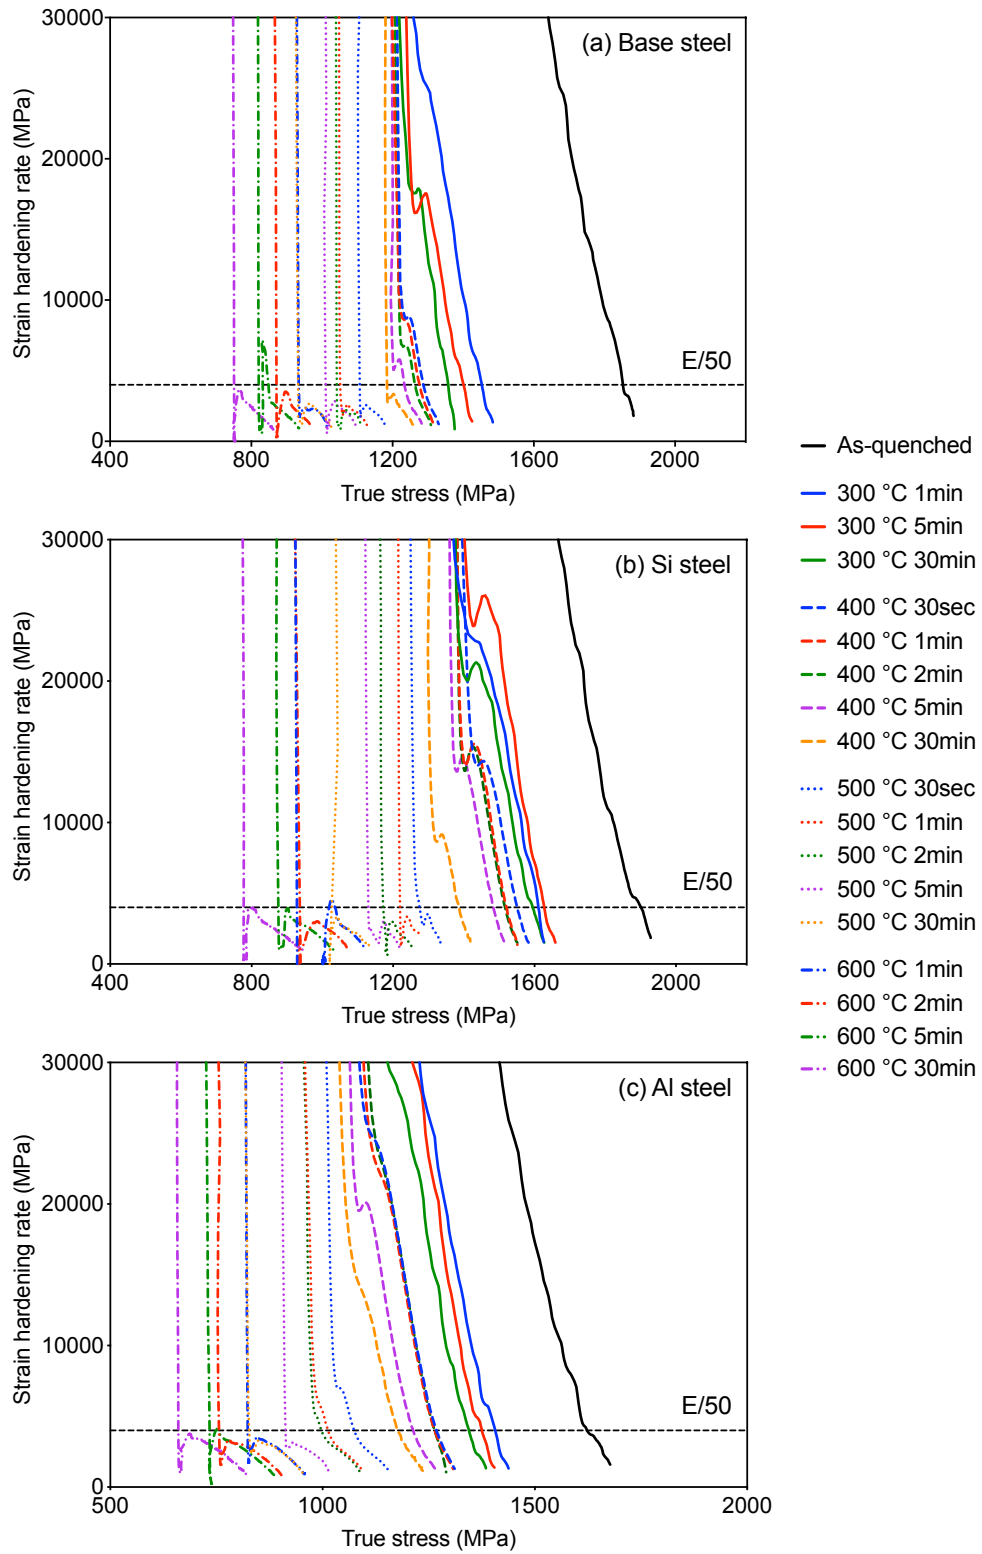 30000
(a) Base steel
20000
Strain hardening rate (MPa)
10000
E/50
0
400 800 1200 1600 2000
True stress (MPa)
30000
(b) Si steel
20000
Strain hardening rate (MPa)
10000
E/50
0
400 800 1200 1600 2000
True stress (MPa)
30000
(c) Al steel
20000
Strain hardening rate (MPa)
10000
E/50
0
500 1000 1500 2000
True stress (MPa)
As-quenched
300 °C 1min
300 °C 5min
300 °C 30min
400 °C 30sec
400 °C 1min
400 °C 2min
400 °C 5min
400 °C 30min
500 °C 30sec
500 °C 1min
500 °C 2min
500 °C 5min
500 °C 30min
600 °C 1min
600 °C 2min
600 °C 5min
600 °C 30min